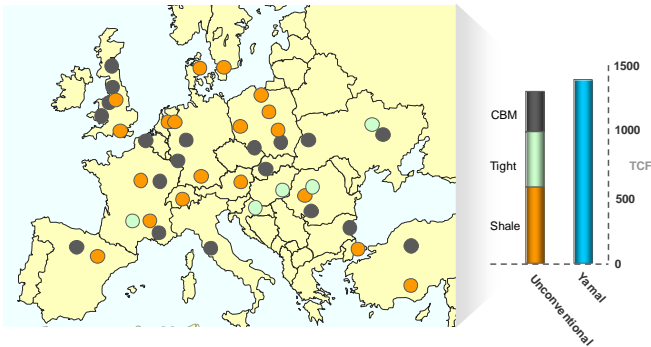 1500
CBM
1000
Tight
TCF
500
Shale
0
Unconventional
Yamal